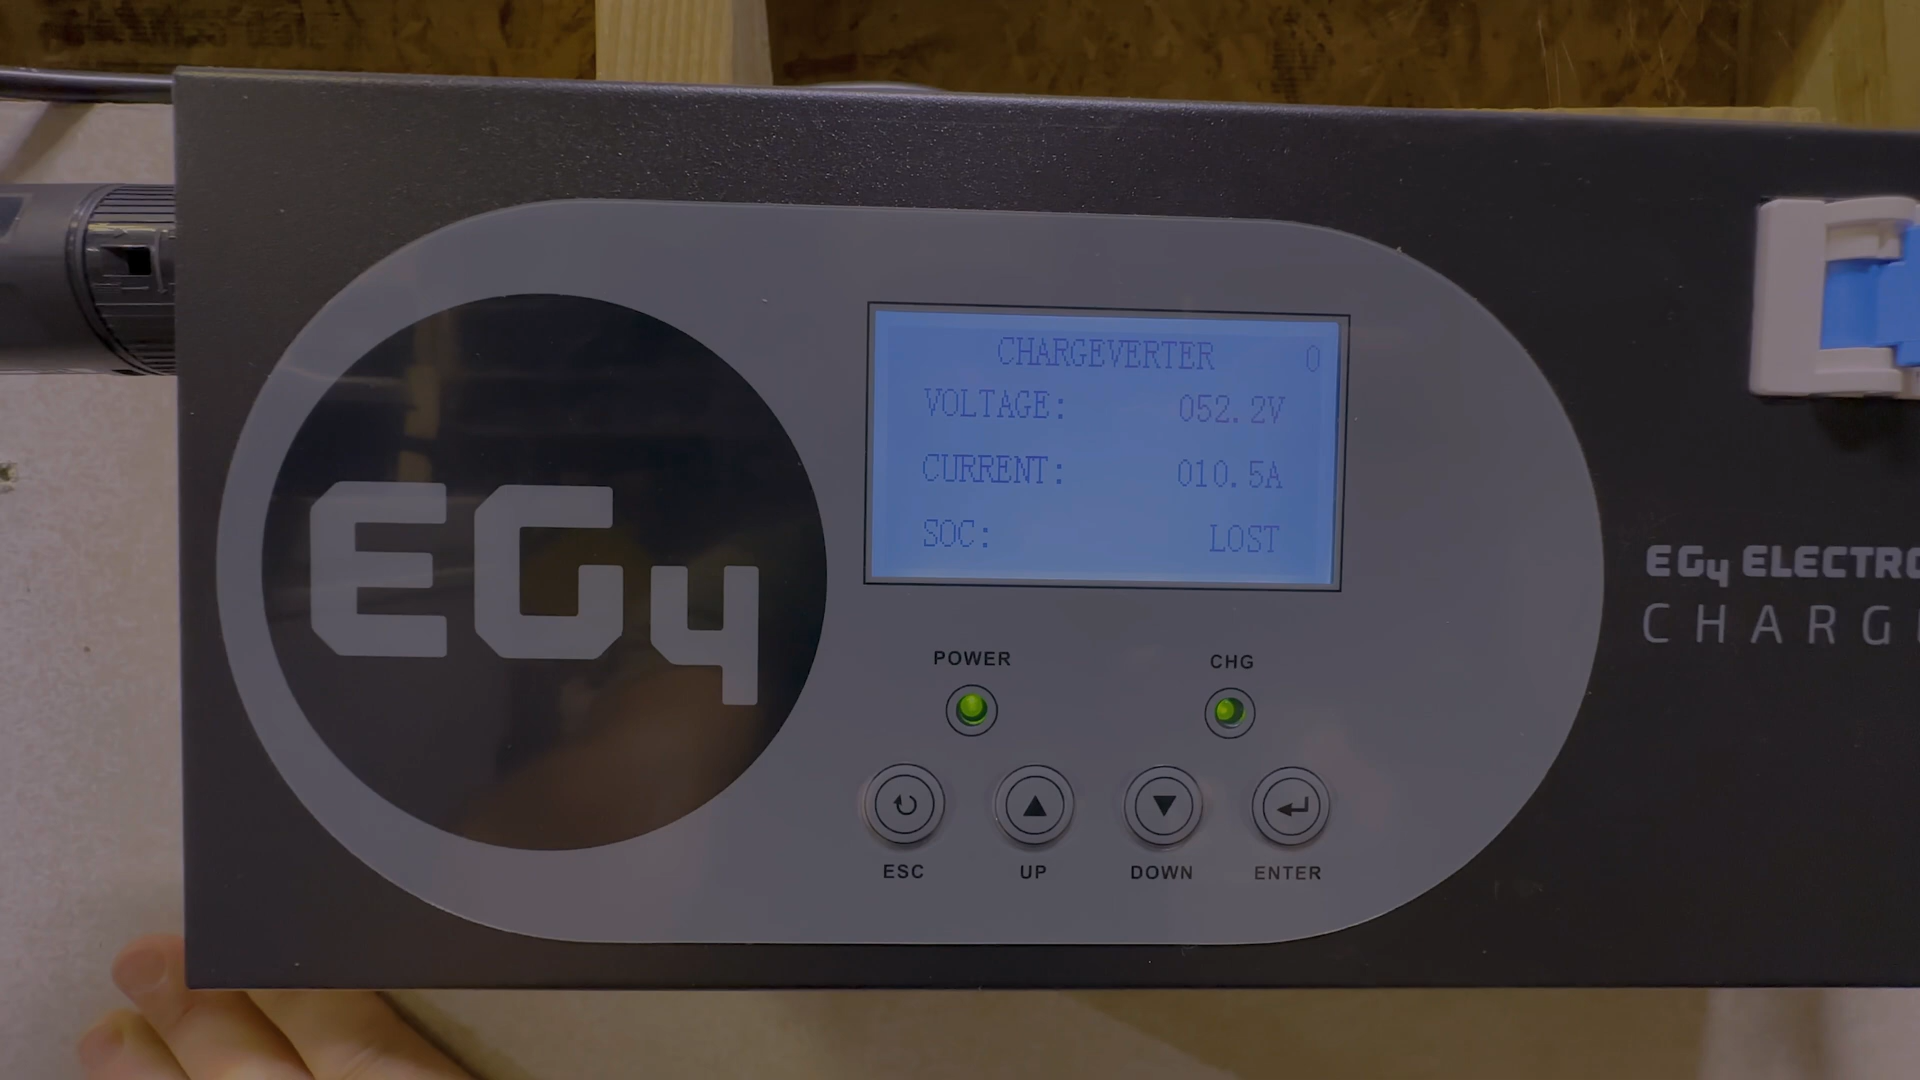 CHARGEVERTER 0
VOLTAGE: 052.2V
CURRENT: 010.5A
SOC: LOST
EG4
EG4 ELECTRO
CHARG
POWER CHG
ESC UP DOWN ENTER